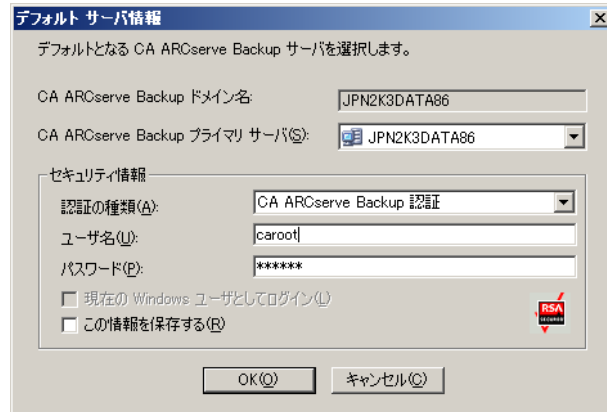 デフォルト サーバ情報
デフォルトとなる CA ARCserve Backup サーバを選択します。
CA ARCserve Backup ドメイン名: JPN2K3DATA86
CA ARCserve Backup プライマリ サーバ(S): JPN2K3DATA86
セキュリティ情報
認証の種類(A): CA ARCserve Backup 認証
ユーザ名(U): caroot
パスワード(P): ******
現在の Windows ユーザとしてログイン(L)
この情報を保存する(R)
RSA
SECURED
OK(O) キャンセル(C)